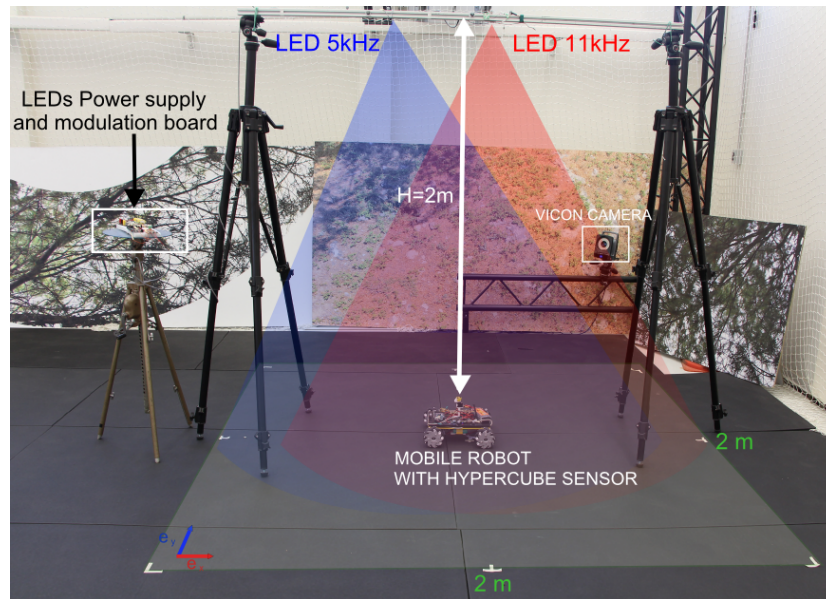 LED 5kHz
LED 11kHz
LEDs Power supply
and modulation board
H=2m
VICON CAMERA
2 m
MOBILE ROBOT
WITH HYPERCUBE SENSOR
e y
e x
2 m